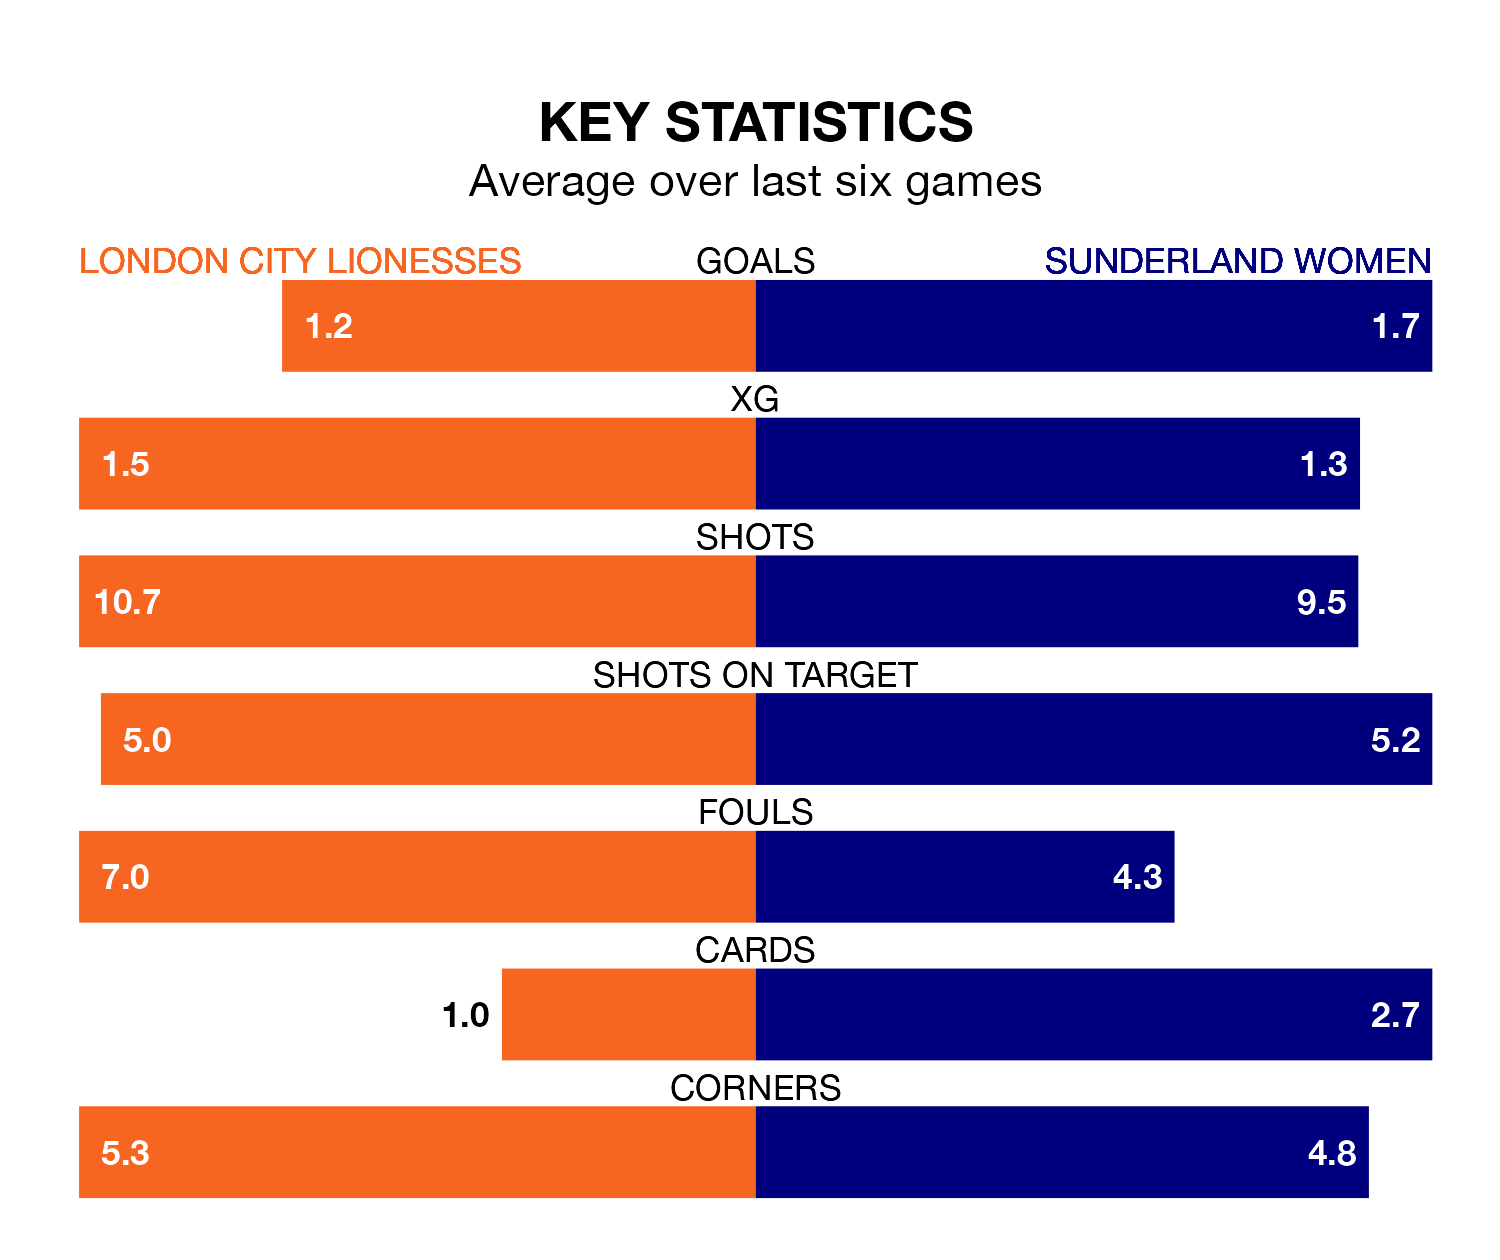 KEY STATISTICS
Average over last six games
LONDON CITY LIONESSES GOALS SUNDERLAND WOMEN
1.2 1.7
XG
1.5 1.3
SHOTS
10.7 9.5
SHOTS ON TARGET
5.0 5.2
FOULS
7.0 4.3
CARDS
1.0 2.7
CORNERS
5.3 4.8